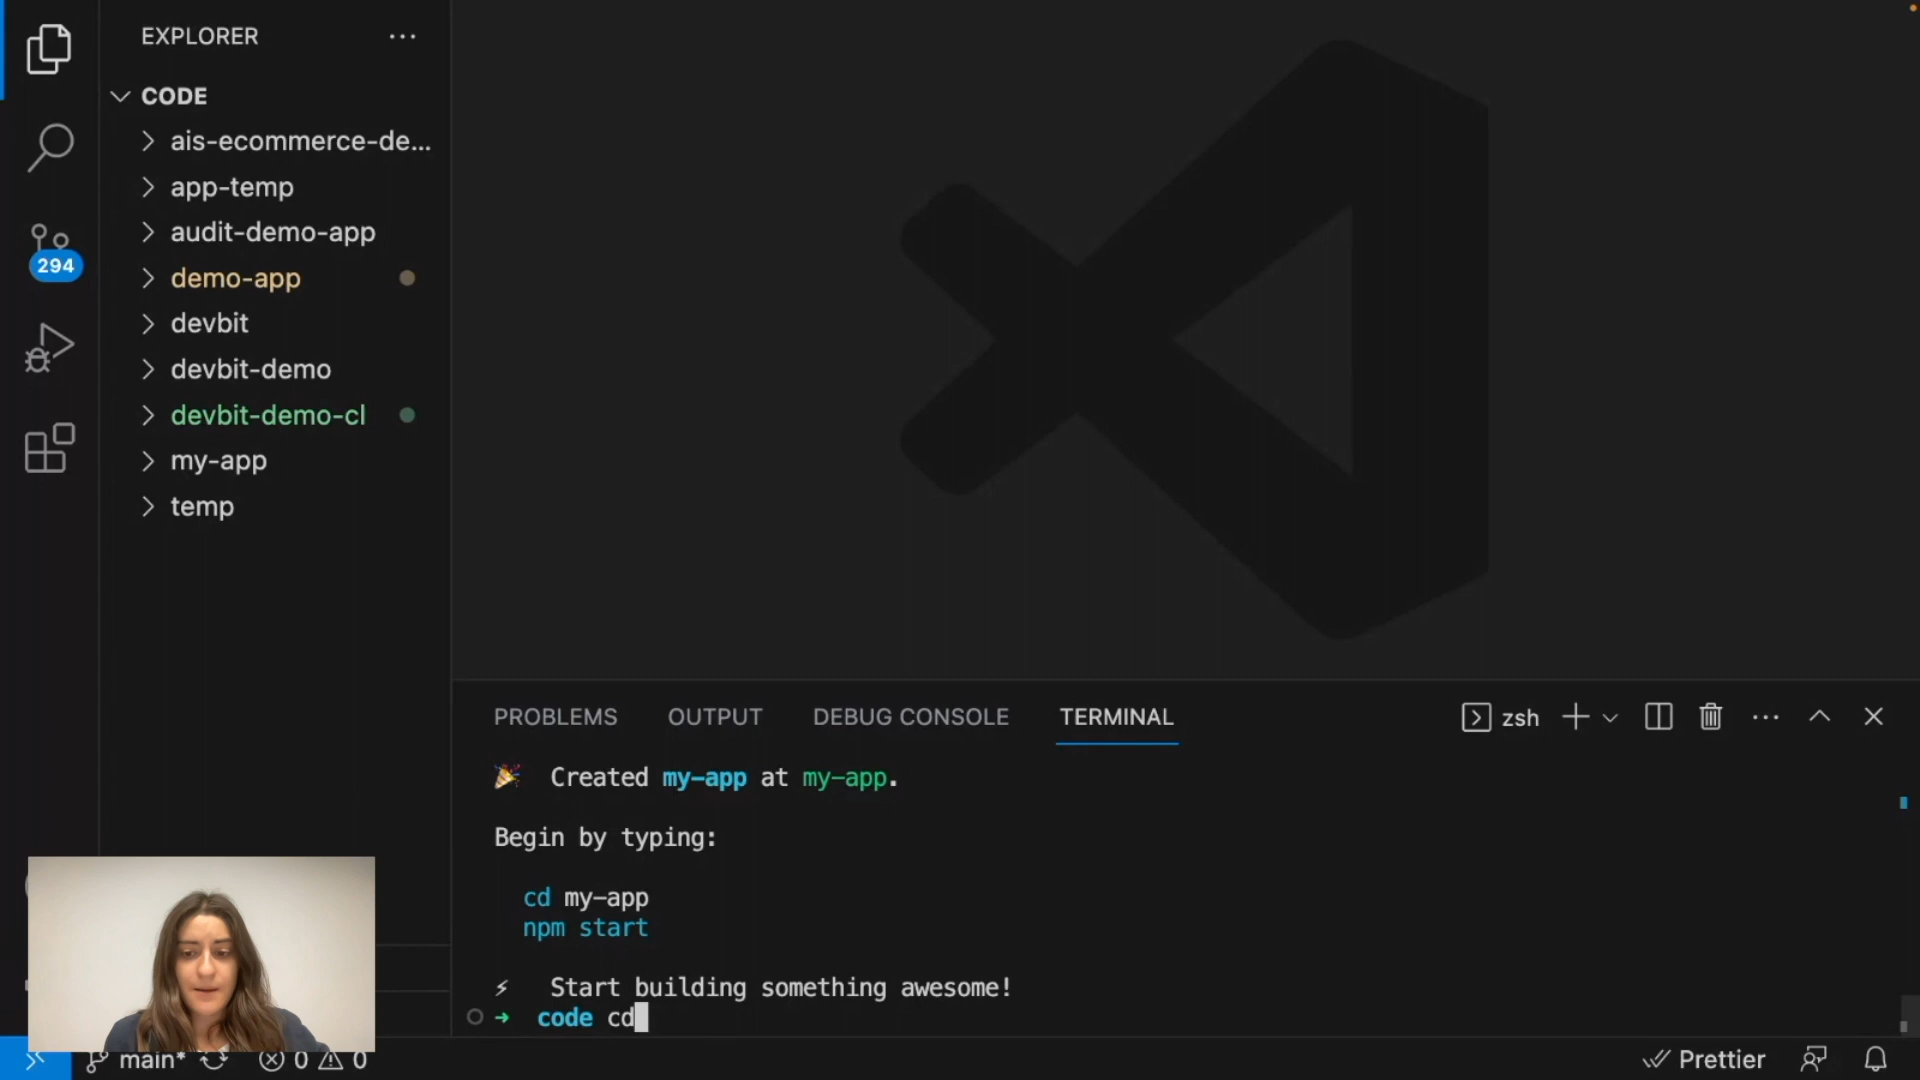 EXPLORER
CODE
ais-ecommerce-de...
app-temp
audit-demo-app
294
demo-app
devbit
devbit-demo
devbit-demo-cl
my-app
temp
PROBLEMS OUTPUT DEBUG CONSOLE TERMINAL zsh
🎉 Created my-app at my-app.
Begin by typing:
cd my-app
npm start
⚡ Start building something awesome!
➜ code cd
main* 0 0 Prettier